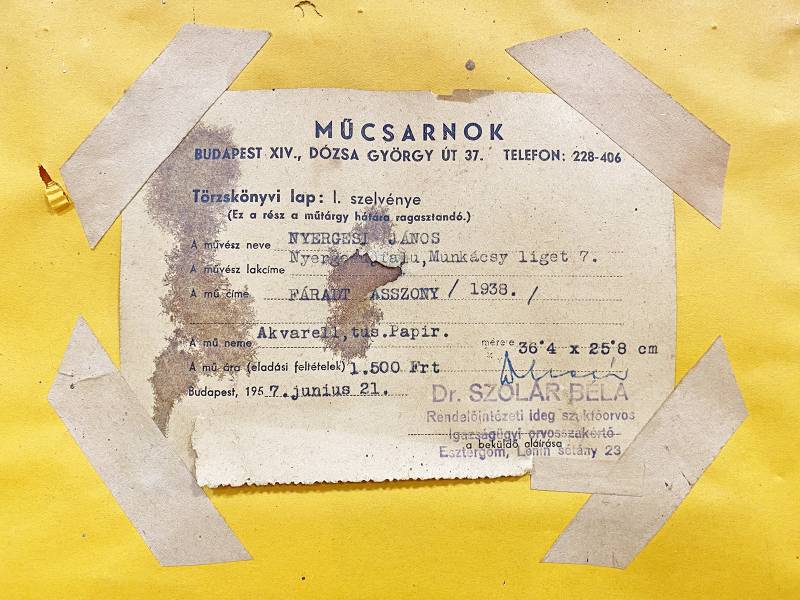 MŰCSARNOK
BUDAPEST XIV., DÓZSA GYÖRGY ÚT 37. TELEFON: 228-406
Törzskönyvi lap: I. szelvénye
(Ez a rész a műtárgy hátára ragasztandó.)
A művész neve NYERGESI JÁNOS
A művész lakcíme Munkácsy liget 7.
A mű címe FÁRADT ASSZONY / 1938. /
A mű neme Akvarell, tus. Papir. mérete 36˙4 x 25˙8 cm
A mű ára (eladási feltételek) 1.500 Frt
Budapest, 195 7. junius 21.
Dr. SZOLÁR BÉLA
Rendelőintézeti ideg szakfőorvos
Igazságügyi orvosszakértő
a beküldő aláírása
Esztergom, Lenin sétány 23